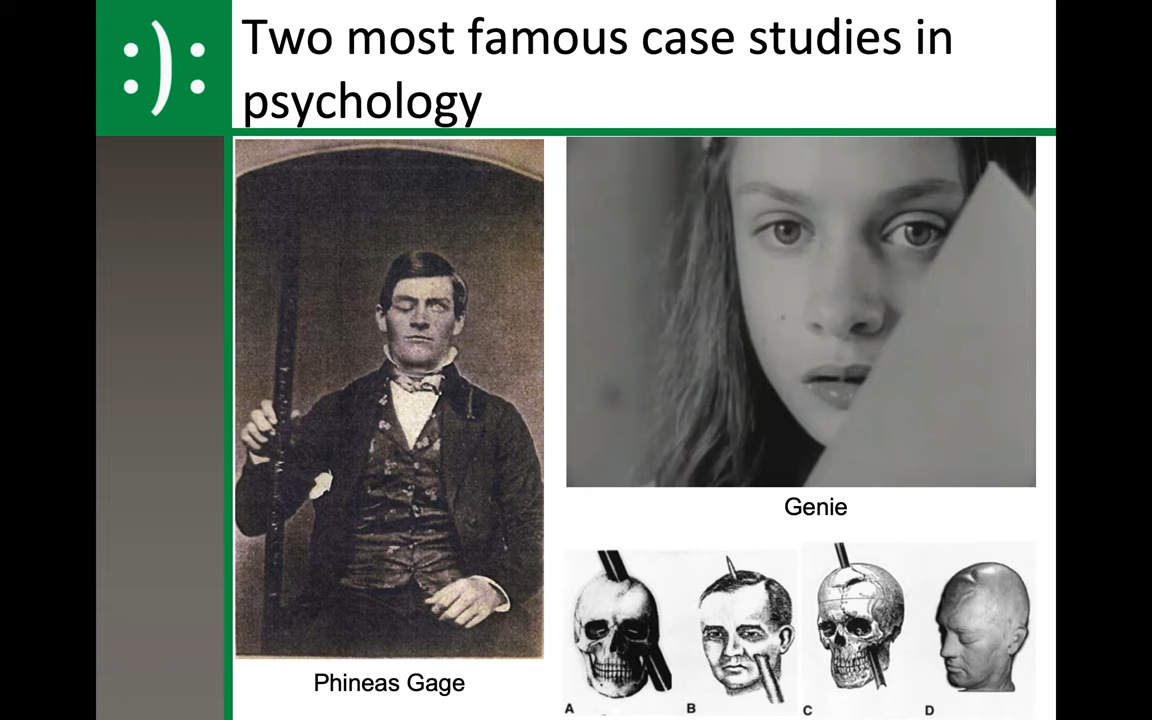 :):
Two most famous case studies in
psychology
Genie
Phineas Gage
A B C D